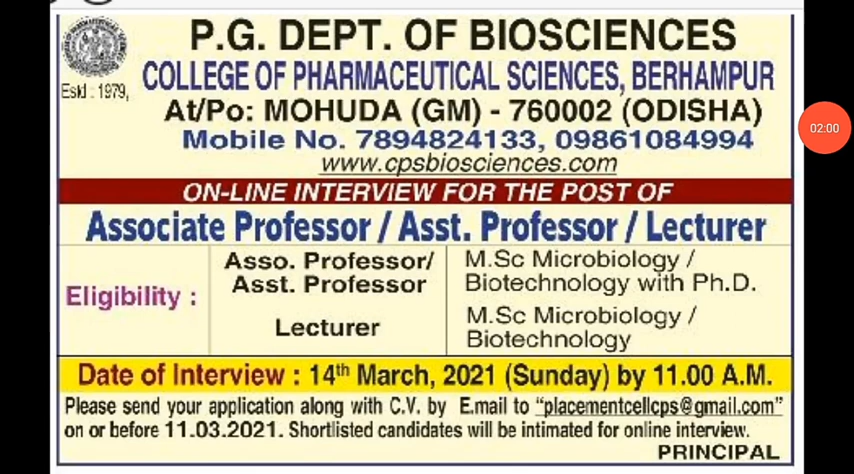 P.G. DEPT. OF BIOSCIENCES
COLLEGE OF PHARMACEUTICAL SCIENCES, BERHAMPUR
Estd : 1979,
At/Po: MOHUDA (GM) - 760002 (ODISHA)
Mobile No. 7894824133, 09861084994
www.cpsbiosciences.com
02:00
ON-LINE INTERVIEW FOR THE POST OF
Associate Professor / Asst. Professor / Lecturer
Eligibility :
Asso. Professor/
Asst. Professor
M.Sc Microbiology /
Biotechnology with Ph.D.
Lecturer
M.Sc Microbiology /
Biotechnology
Date of Interview : 14th March, 2021 (Sunday) by 11.00 A.M.
Please send your application along with C.V. by E.mail to "placementcellcps@gmail.com"
on or before 11.03.2021. Shortlisted candidates will be intimated for online interview.
PRINCIPAL